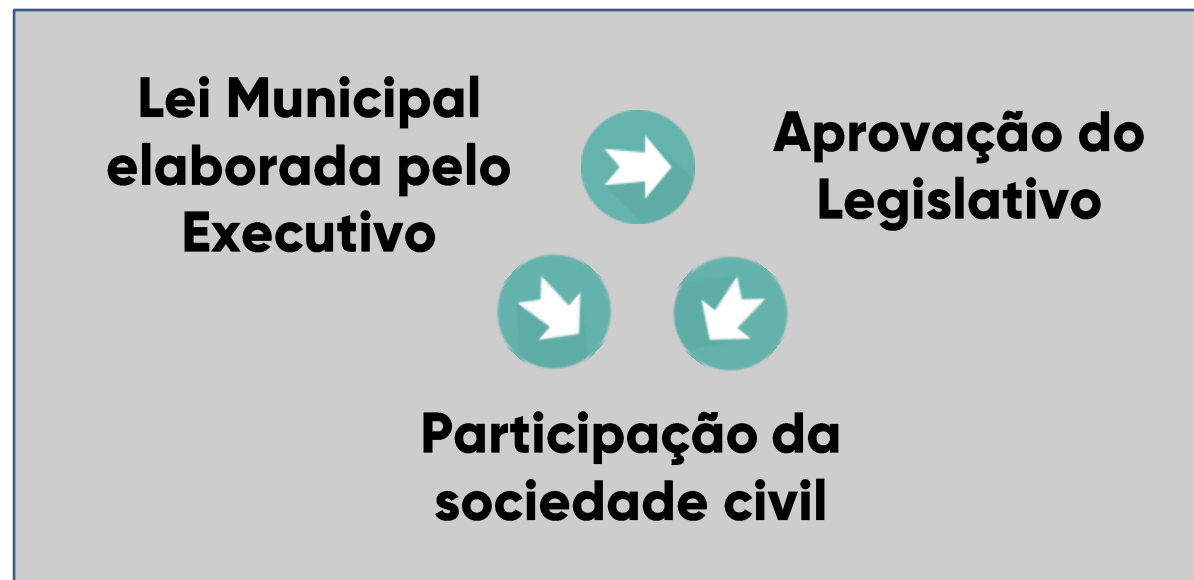 Lei Municipal
elaborada pelo
Executivo
Aprovação do
Legislativo
Participação da
sociedade civil